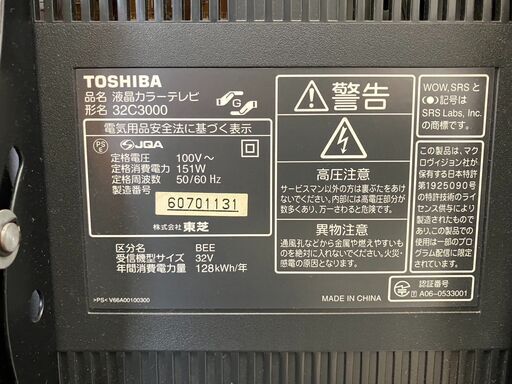 TOSHIBA
品名 液晶カラーテレビ
形名 32C3000
G
電気用品安全法に基づく表示
PS E JQA
定格電圧 100V～
定格消費電力 151W
定格周波数 50/60 Hz
製造番号
60701131
株式会社 東芝
区分名 BEE
受信機型サイズ 32V
年間消費電力量 128kWh/年
>PS< V66A00100300
警告
高圧注意
サービスマン以外の方は裏ぶたをあけ
ないでください。内部には高電圧部分が
数多くあり、万一さわると危険です。
異物注意
通風孔などから金属や燃えやすいも
のを絶対に入れないでください。火災・
感電の原因になります。
MADE IN CHINA
WOW, SRS と
(●)記号は
SRS Labs, Inc.
の商標です。
この製品は、マク
ロヴィジョン社が
保有する日本特許
第1925090号
の特許技術のライ
センス供与により
製造されました。
あり、この製品で
の使用は一部のプ
ログラム配信に限定
されています。
認証番号
T A06-0533001